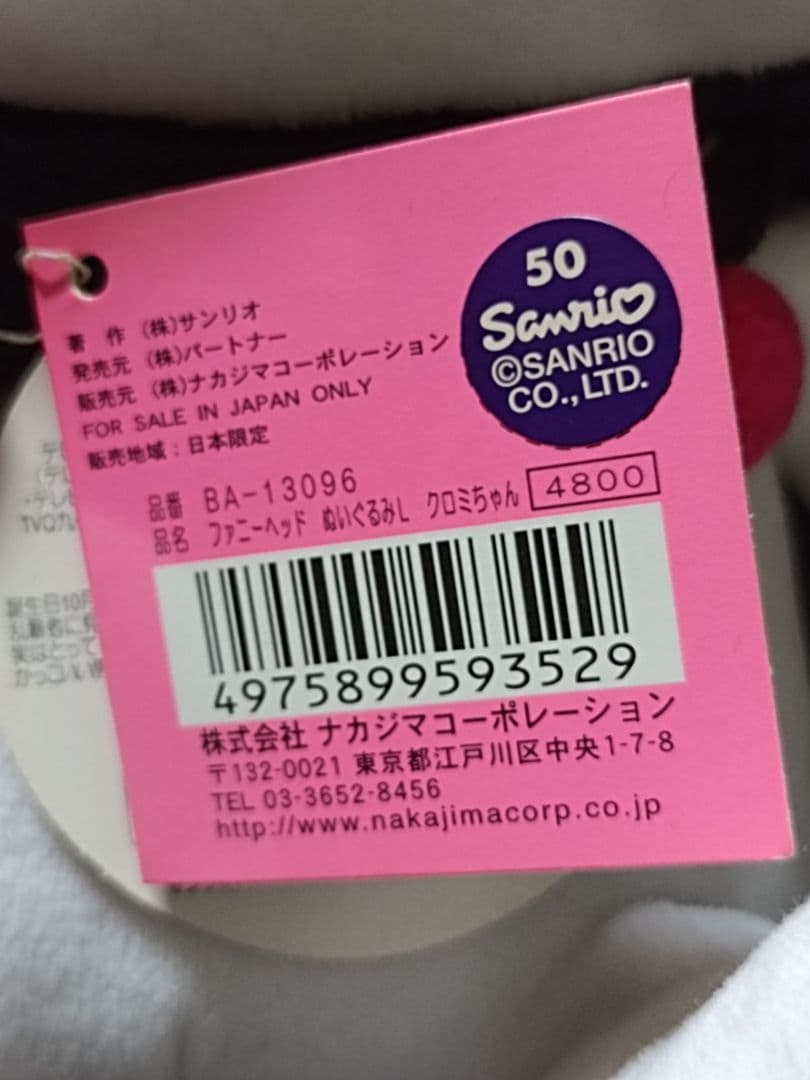 50
Sanrio
©SANRIO
CO., LTD.
著 作 (株)サンリオ
発売元 (株)パートナー
販売元 (株)ナカジマコーポレーション
FOR SALE IN JAPAN ONLY
販売地域：日本限定
品番 BA-13096
品名 ファニーヘッド ぬいぐるみL クロミちゃん 4800
4975899593529
株式会社 ナカジマコーポレーション
〒132-0021 東京都江戸川区中央1-7-8
TEL 03-3652-8456
http://www.nakajimacorp.co.jp
誕生日10月